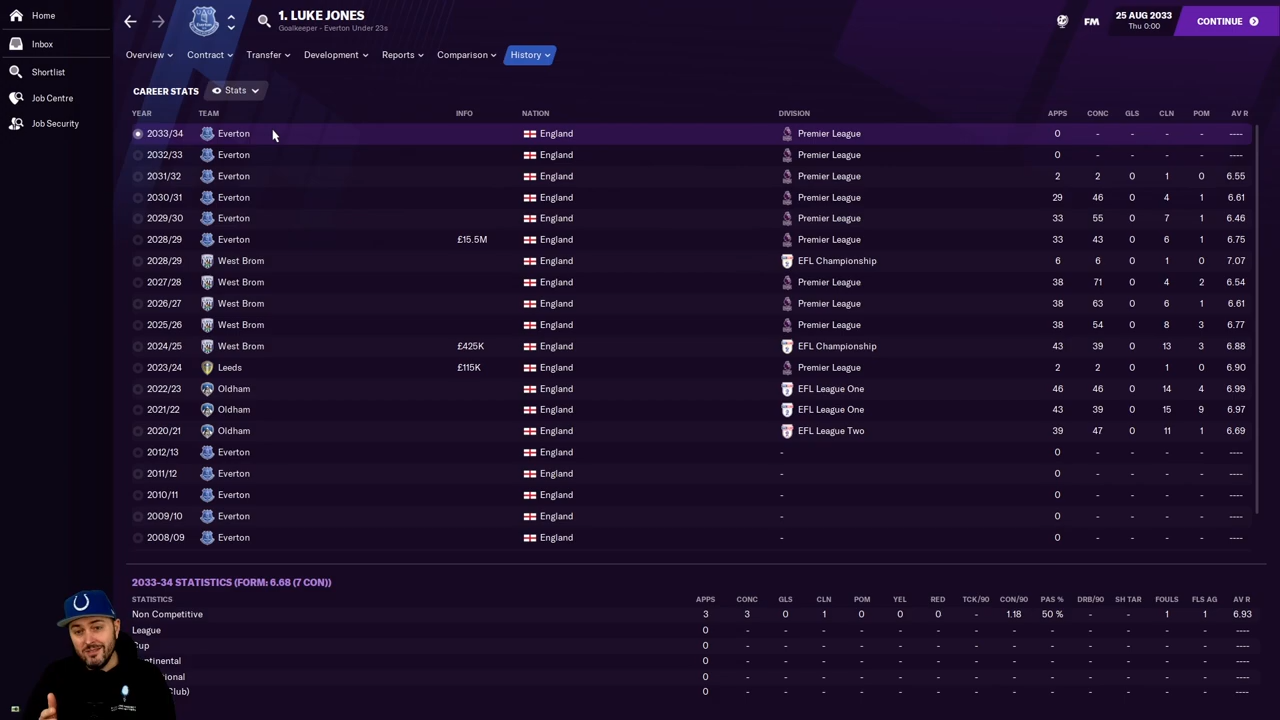 Home
Inbox
Shortlist
Job Centre
Job Security
1. LUKE JONES
Goalkeeper - Everton Under 23s
FM
25 AUG 2033
Thu 0:00
CONTINUE
Overview Contract Transfer Development Reports Comparison History
CAREER STATS Stats
YEAR TEAM INFO NATION DIVISION APPS CONC GLS CLN POM AV R
2033/34 Everton England Premier League 0 - - - - ----
2032/33 Everton England Premier League 0 - - - - ----
2031/32 Everton England Premier League 2 2 0 1 0 6.55
2030/31 Everton England Premier League 29 46 0 4 1 6.61
2029/30 Everton England Premier League 33 55 0 7 1 6.46
2028/29 Everton £15.5M England Premier League 33 43 0 6 1 6.75
2028/29 West Brom England EFL Championship 6 6 0 1 0 7.07
2027/28 West Brom England Premier League 38 71 0 4 2 6.54
2026/27 West Brom England Premier League 38 63 0 6 1 6.61
2025/26 West Brom England Premier League 38 54 0 8 3 6.77
2024/25 West Brom £425K England EFL Championship 43 39 0 13 3 6.88
2023/24 Leeds £115K England Premier League 2 2 0 1 0 6.90
2022/23 Oldham England EFL League One 46 46 0 14 4 6.99
2021/22 Oldham England EFL League One 43 39 0 15 9 6.97
2020/21 Oldham England EFL League Two 39 47 0 11 1 6.69
2012/13 Everton England - 0 - - - - ----
2011/12 Everton England - 0 - - - - ----
2010/11 Everton England - 0 - - - - ----
2009/10 Everton England - 0 - - - - ----
2008/09 Everton England - 0 - - - - ----
2033-34 STATISTICS (FORM: 6.68 (7 CON))
STATISTICS APPS CONC GLS CLN POM YEL RED TCK/90 CON/90 PAS % DRB/90 SH TAR FOULS FLS AG AV R
Non Competitive 3 3 0 1 0 0 0 - 1.18 50 % - - 1 1 6.93
League 0 - - - - - - - - - - - - - ----
Cup 0 - - - - - - - - - - - - - ----
ontinental 0 - - - - - - - - - - - - - ----
ional 0 - - - - - - - - - - - - - ----
Club) 0 - - - - - - - - - - - - - ----